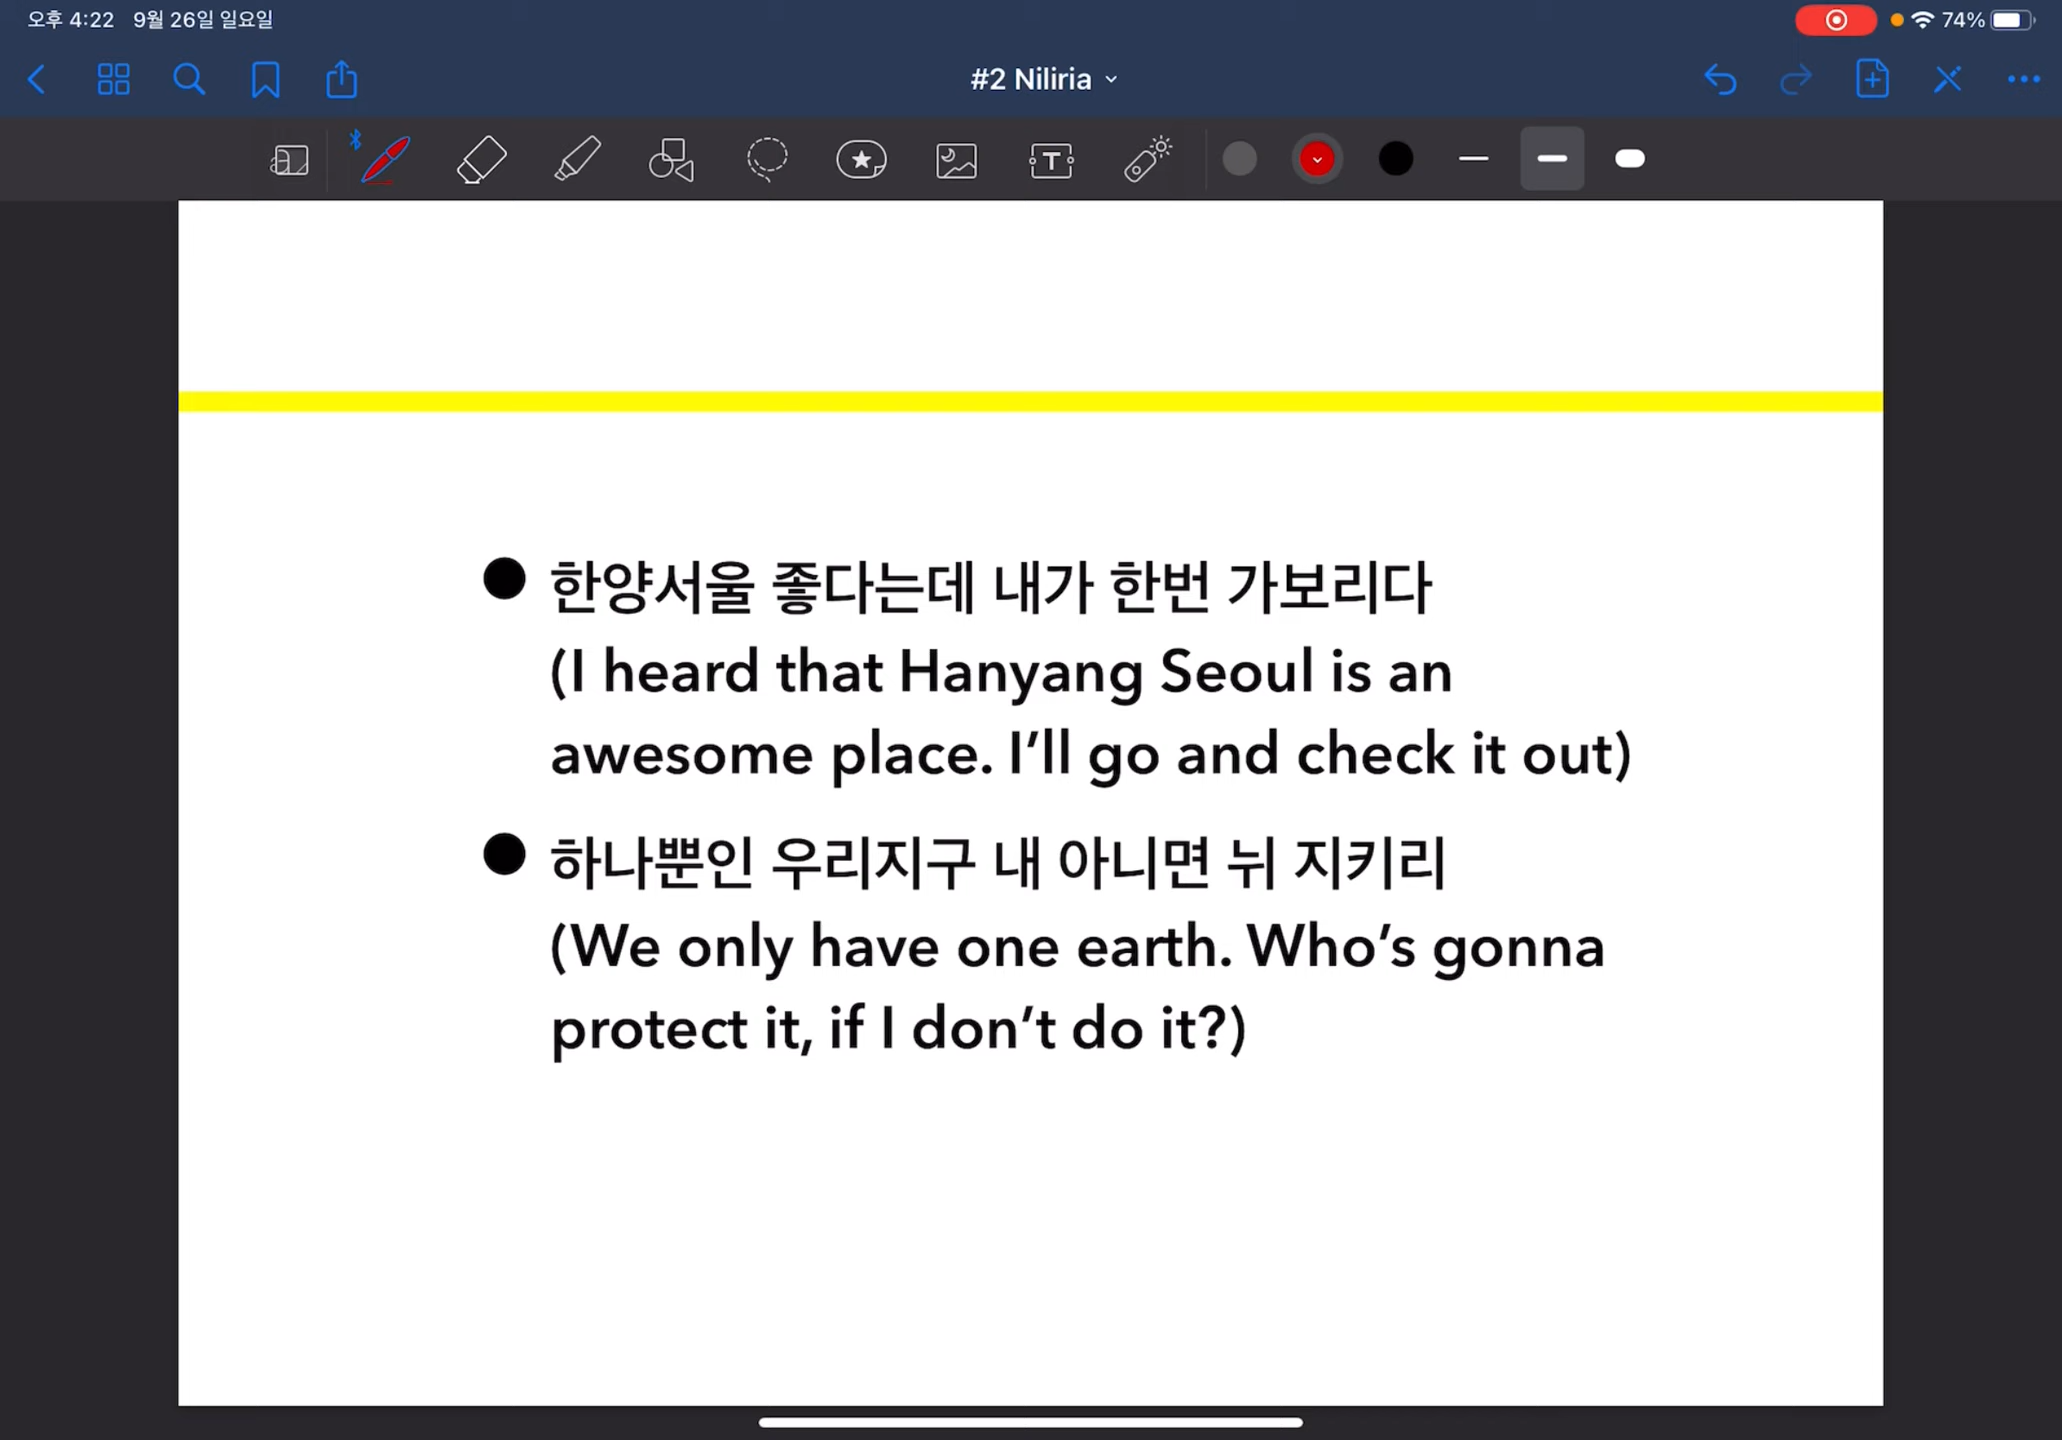 오후 4:22 9월 26일 일요일
74%
#2 Niliria
한양서울 좋다는데 내가 한번 가보리다
(I heard that Hanyang Seoul is an
awesome place. I’ll go and check it out)
하나뿐인 우리지구 내 아니면 뉘 지키리
(We only have one earth. Who’s gonna
protect it, if I don’t do it?)